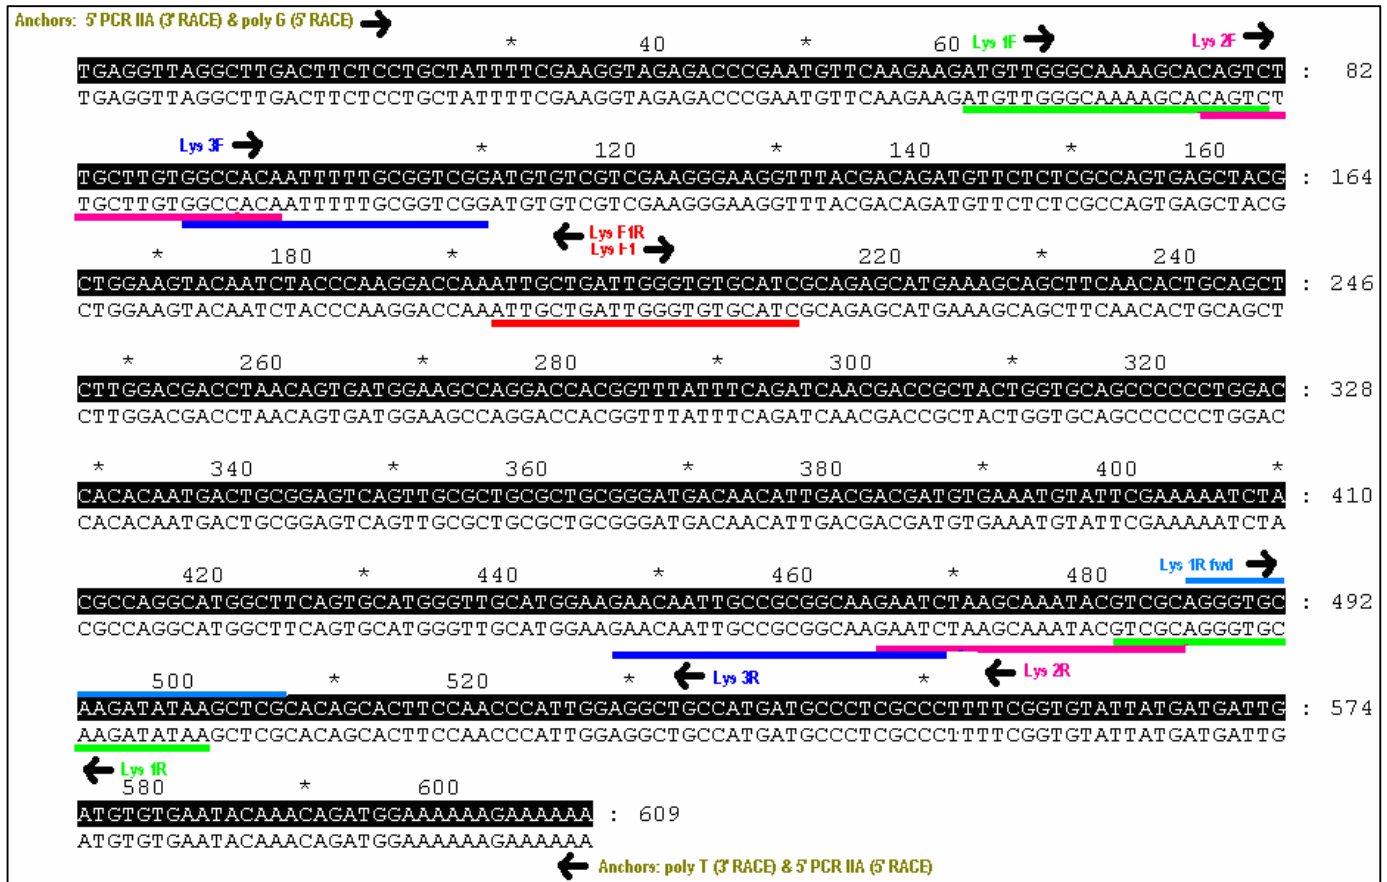 Anchors: 5' PCR IIA (3' RACE) & poly G (5' RACE)
* 40 * 60 Lys 1F Lys 2F
TGAGGTTAGGCTTGACTTCTCCTGCTATTTTCGAAGGTAGAGACCCGAATGTTCAAGAAGATGTTGGGCAAAAGCACAGTCT : 82
TGAGGTTAGGCTTGACTTCTCCTGCTATTTTCGAAGGTAGAGACCCGAATGTTCAAGAAGATGTTGGGCAAAAGCACAGTCT
Lys 3F * 120 * 140 * 160
TGCTTGTGGCCACAATTTTTGCGGTCGGATGTGTCGTCGAAGGGAAGGTTTACGACAGATGTTCTCTCGCCAGTGAGCTACG : 164
TGCTTGTGGCCACAATTTTTGCGGTCGGATGTGTCGTCGAAGGGAAGGTTTACGACAGATGTTCTCTCGCCAGTGAGCTACG
Lys F1R
Lys F1
* 180 * 220 * 240
CTGGAAGTACAATCTACCCAAGGACCAAATTGCTGATTGGGTGTGCATCGCAGAGCATGAAAGCAGCTTCAACACTGCAGCT : 246
CTGGAAGTACAATCTACCCAAGGACCAAATTGCTGATTGGGTGTGCATCGCAGAGCATGAAAGCAGCTTCAACACTGCAGCT
* 260 * 280 * 300 * 320
CTTGGACGACCTAACAGTGATGGAAGCCAGGACCACGGTTTATTTCAGATCAACGACCGCTACTGGTGCAGCCCCCCTGGAC : 328
CTTGGACGACCTAACAGTGATGGAAGCCAGGACCACGGTTTATTTCAGATCAACGACCGCTACTGGTGCAGCCCCCCTGGAC
* 340 * 360 * 380 * 400 *
CACACAATGACTGCGGAGTCAGTTGCGCTGCGCTGCGGGATGACAACATTGACGACGATGTGAAATGTATTCGAAAAATCTA : 410
CACACAATGACTGCGGAGTCAGTTGCGCTGCGCTGCGGGATGACAACATTGACGACGATGTGAAATGTATTCGAAAAATCTA
420 * 440 * 460 * 480 Lys 1R fwd
CGCCAGGCATGGCTTCAGTGCATGGGTTGCATGGAAGAACAATTGCCGCGGCAAGAATCTAAGCAAATACGTCGCAGGGTGC : 492
CGCCAGGCATGGCTTCAGTGCATGGGTTGCATGGAAGAACAATTGCCGCGGCAAGAATCTAAGCAAATACGTCGCAGGGTGC
500 * 520 * Lys 3R * Lys 2R
AAGATATAAGCTCGCACAGCACTTCCAACCCATTGGAGGCTGCCATGATGCCCTCGCCCTTTTCGGTGTATTATGATGATTG : 574
AAGATATAAGCTCGCACAGCACTTCCAACCCATTGGAGGCTGCCATGATGCCCTCGCCCTTTTCGGTGTATTATGATGATTG
Lys 1R
580 * 600
ATGTGTGAATACAAACAGATGGAAAAAAGAAAAAA : 609
ATGTGTGAATACAAACAGATGGAAAAAAGAAAAAA
Anchors: poly T (3' RACE) & 5' PCR IIA (5' RACE)